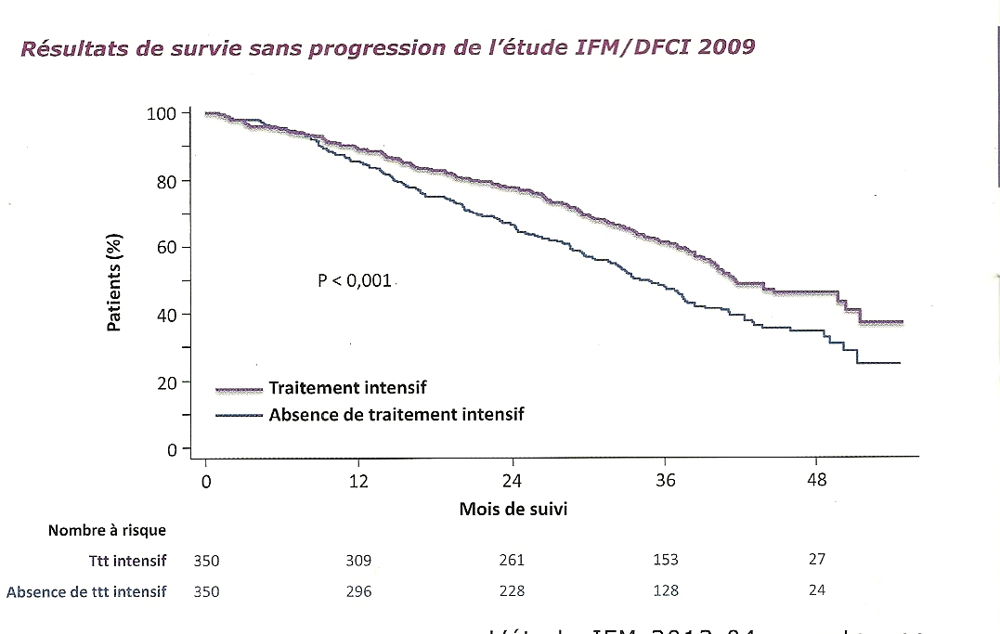 Résultats de survie sans progression de l'étude IFM/DFCI 2009
100
80
60
40
20
0
Patients (%)
P < 0,001
Traitement intensif
Absence de traitement intensif
0 12 24 36 48
Mois de suivi
Nombre à risque
Ttt intensif 350 309 261 153 27
Absence de ttt intensif 350 296 228 128 24